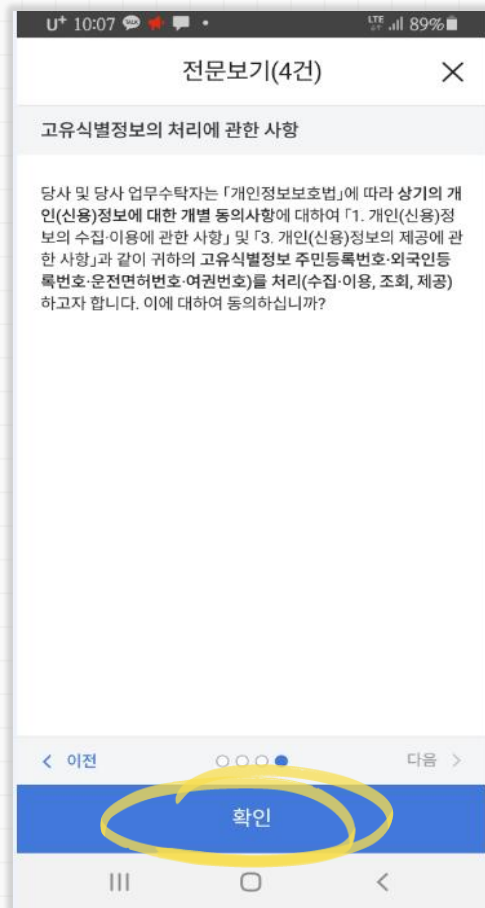 U⁺ 10:07 TALK LTE 89%
전문보기(4건)
고유식별정보의 처리에 관한 사항
당사 및 당사 업무수탁자는 「개인정보보호법」에 따라 상기의 개
인(신용)정보에 대한 개별 동의사항에 대하여 「1. 개인(신용)정
보의 수집·이용에 관한 사항」 및 「3. 개인(신용)정보의 제공에 관
한 사항」과 같이 귀하의 고유식별정보 주민등록번호·외국인등
록번호·운전면허번호·여권번호)를 처리(수집·이용, 조회, 제공)
하고자 합니다. 이에 대하여 동의하십니까?
이전 다음
확인